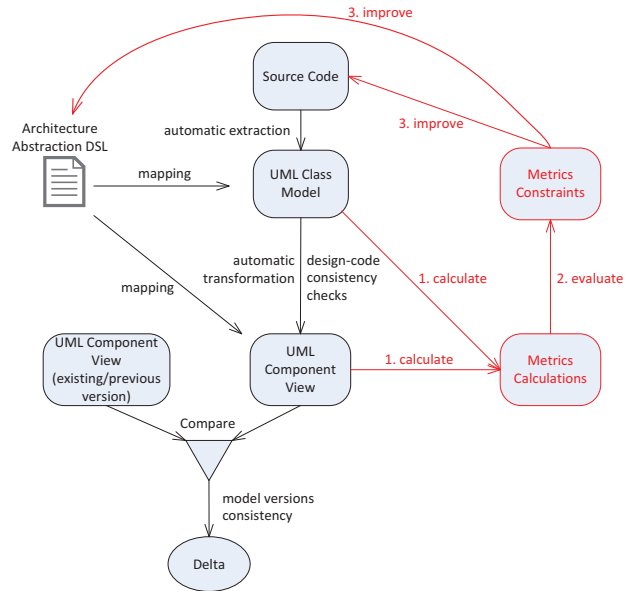 3. improve
Source Code
Architecture
Abstraction DSL
automatic extraction
3. improve
mapping
UML Class
Model
Metrics
Constraints
automatic
transformation
design-code
consistency
checks
1. calculate
2. evaluate
mapping
UML Component
View
(existing/previous
version)
UML
Component
View
1. calculate
Metrics
Calculations
Compare
model versions
consistency
Delta